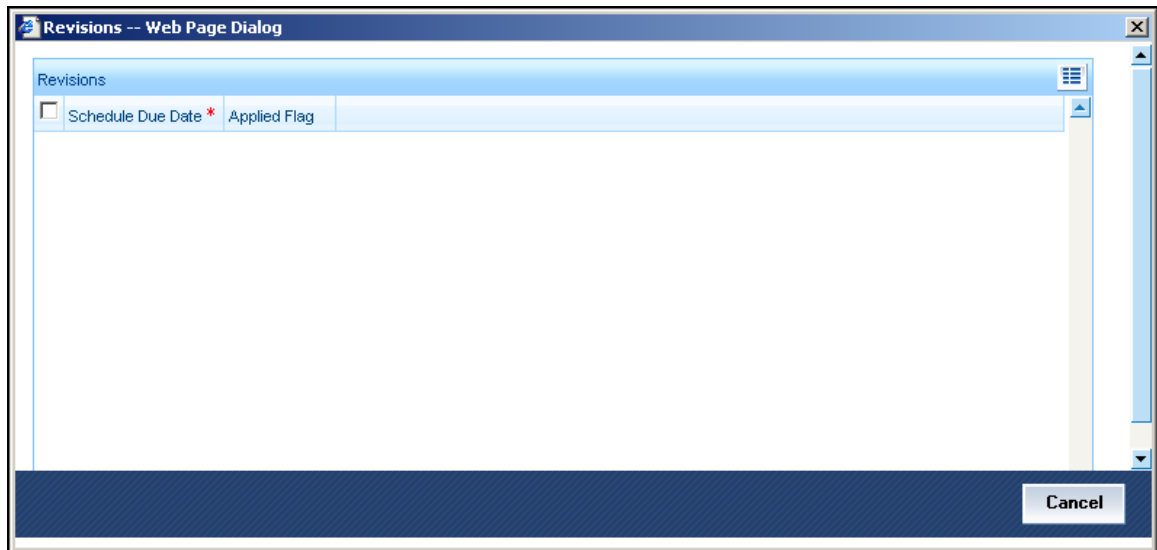 Revisions -- Web Page Dialog
Revisions
Schedule Due Date * Applied Flag
Cancel